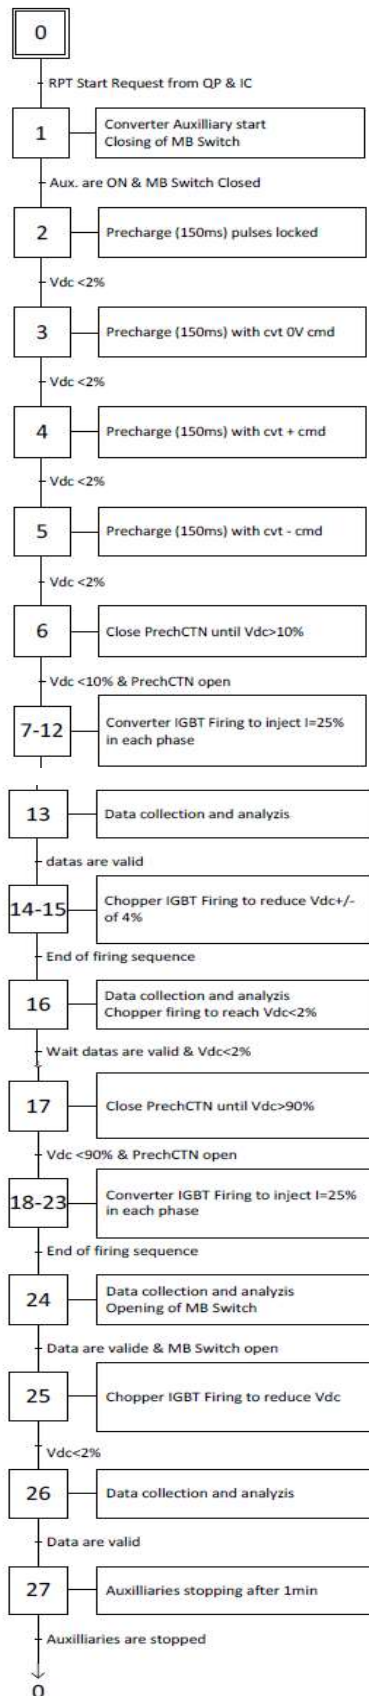 0
RPT Start Request from QP & IC
1
Converter Auxilliary start
Closing of MB Switch
Aux. are ON & MB Switch Closed
2
Precharge (150ms) pulses locked
Vdc <2%
3
Precharge (150ms) with cvt 0V cmd
Vdc <2%
4
Precharge (150ms) with cvt + cmd
Vdc <2%
5
Precharge (150ms) with cvt - cmd
Vdc <2%
6
Close PrechCTN until Vdc>10%
Vdc <10% & PrechCTN open
7-12
Converter IGBT Firing to inject I=25%
in each phase
13
Data collection and analyzis
datas are valid
14-15
Chopper IGBT Firing to reduce Vdc+/-
of 4%
End of firing sequence
16
Data collection and analyzis
Chopper firing to reach Vdc<2%
Wait datas are valid & Vdc<2%
17
Close PrechCTN until Vdc>90%
Vdc <90% & PrechCTN open
18-23
Converter IGBT Firing to inject I=25%
in each phase
End of firing sequence
24
Data collection and analyzis
Opening of MB Switch
Data are valide & MB Switch open
25
Chopper IGBT Firing to reduce Vdc
Vdc<2%
26
Data collection and analyzis
Data are valid
27
Auxilliaries stopping after 1min
Auxilliaries are stopped
0